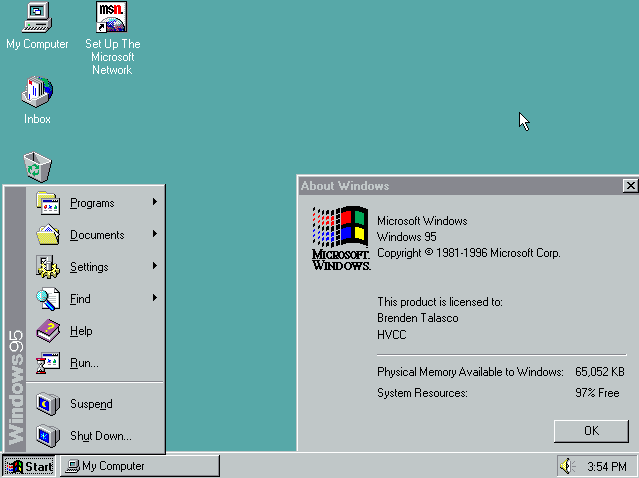 My Computer
msn.
Set Up The
Microsoft
Network
Inbox
Programs
Documents
Settings
Find
Help
Run...
Suspend
Shut Down...
Windows95
About Windows
MICROSOFT.
WINDOWS.
Microsoft Windows
Windows 95
Copyright © 1981-1996 Microsoft Corp.
This product is licensed to:
Brenden Talasco
HVCC
Physical Memory Available to Windows: 65,052 KB
System Resources: 97% Free
OK
Start
My Computer
3:54 PM